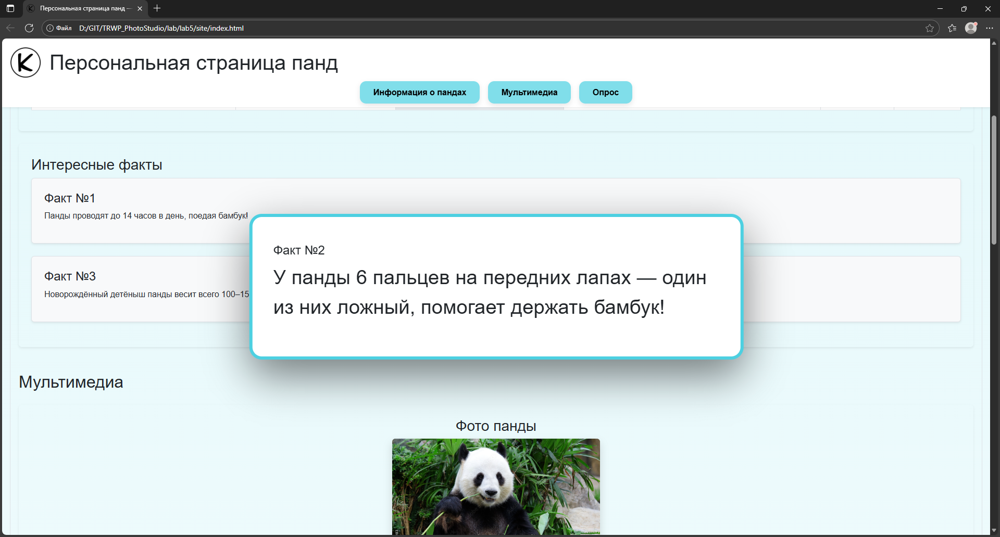 Персональная страница панд —
Файл D:/GIT/TRWP_PhotoStudio/lab/lab5/site/index.html
K Персональная страница панд
Информация о пандах Мультимедиа Опрос
Интересные факты
Факт №1
Панды проводят до 14 часов в день, поедая бамбук!
Факт №2
У панды 6 пальцев на передних лапах — один
из них ложный, помогает держать бамбук!
Факт №3
Новорождённый детёныш панды весит всего 100–15
Мультимедиа
Фото панды